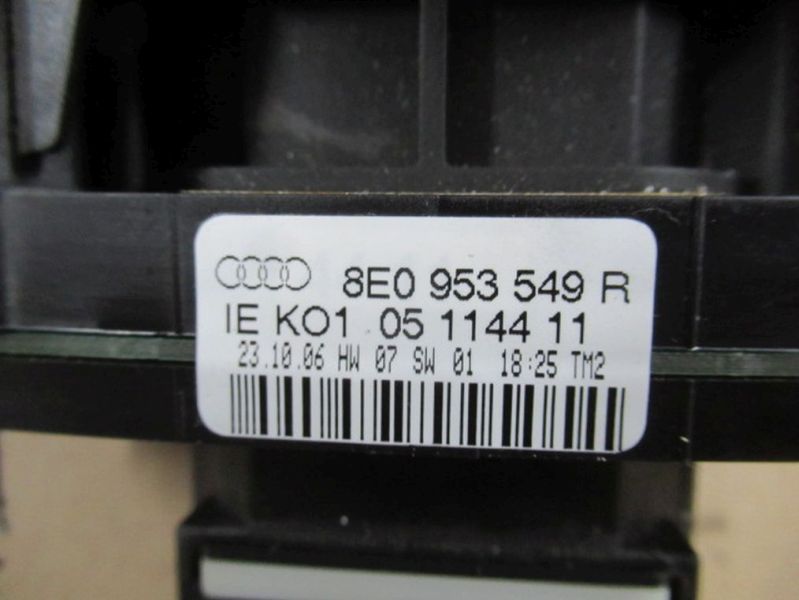 8E0 953 549 R
IE KO1 05 1144 11
23.10.06 HW 07 SW 01 18:25 TM2